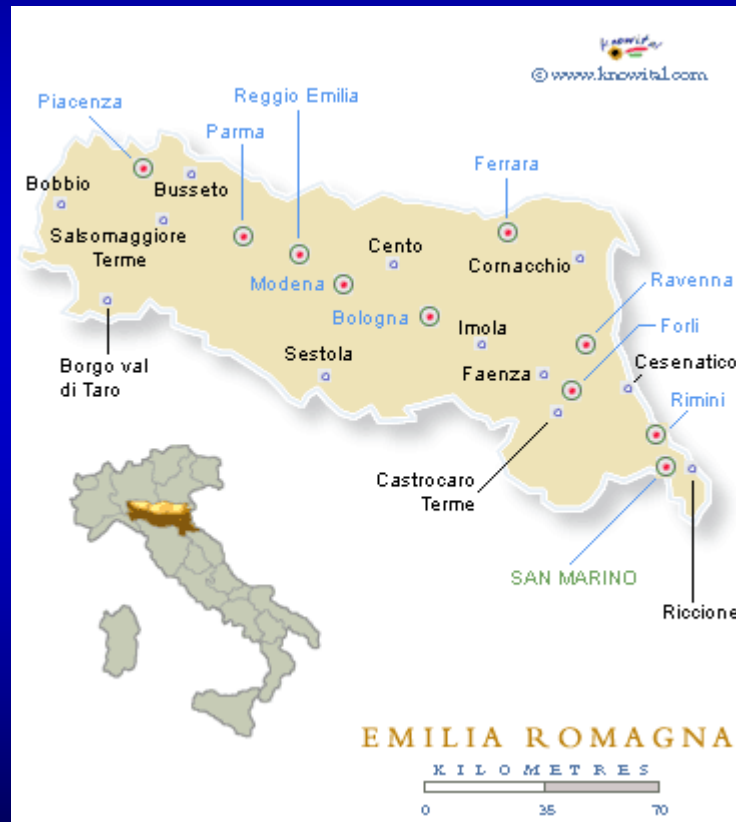 knowital
© www.knowital.com
Reggio Emilia
Piacenza
Parma
Ferrara
Bobbio
Busseto
Salsomaggiore
Terme
Cento
Cornacchio
Modena
Ravenna
Bologna
Imola
Forli
Sestola
Borgo val
di Taro
Faenza
Cesenatico
Rimini
Castrocaro
Terme
SAN MARINO
Riccione
EMILIA ROMAGNA
KILOMETRES
0 35 70